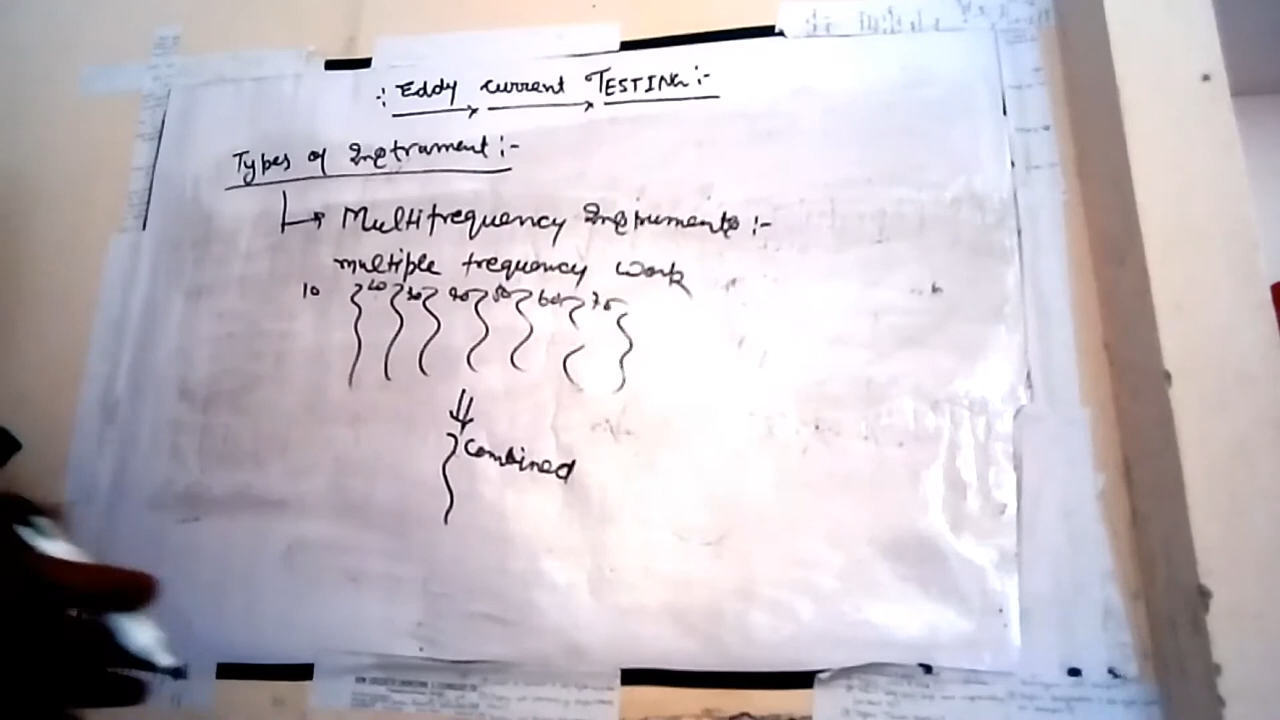 :Eddy current TESTING:-
Types of Instrument:-
Multifrequency Instruments:-
multiple frequency work
10 20 30 40 50 60 70
Combined